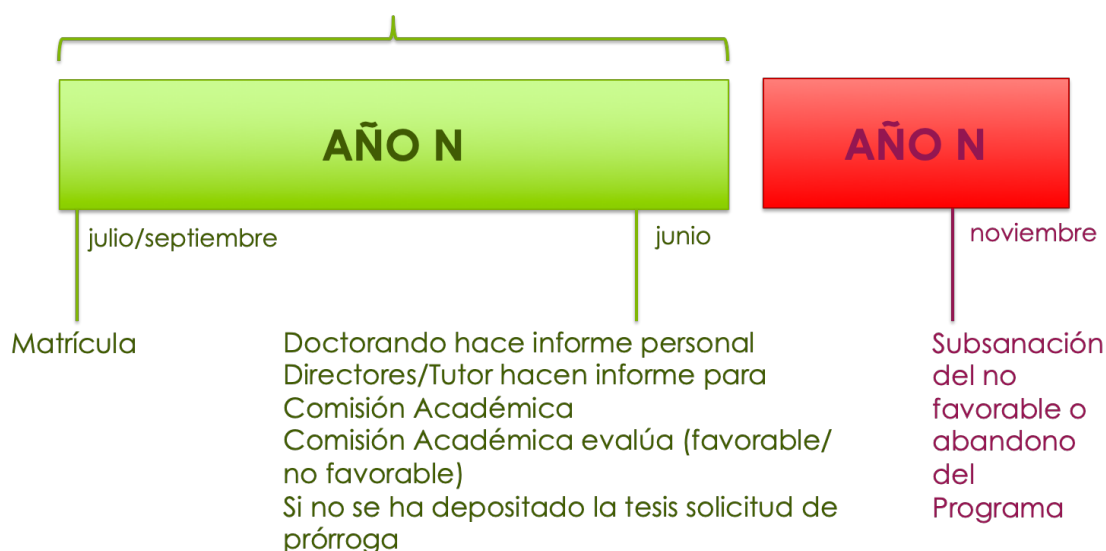 AÑO N
AÑO N
julio/septiembre
junio
noviembre
Matrícula
Doctorando hace informe personal
Directores/Tutor hacen informe para
Comisión Académica
Comisión Académica evalúa (favorable/
no favorable)
Si no se ha depositado la tesis solicitud de
prórroga
Subsanación
del no
favorable o
abandono
del
Programa